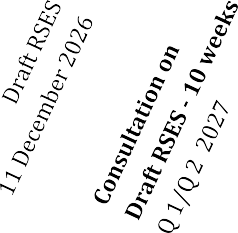 Draft RSES
11 December 2026
Consultation on
Draft RSES - 10 weeks
Q1/Q2 2027